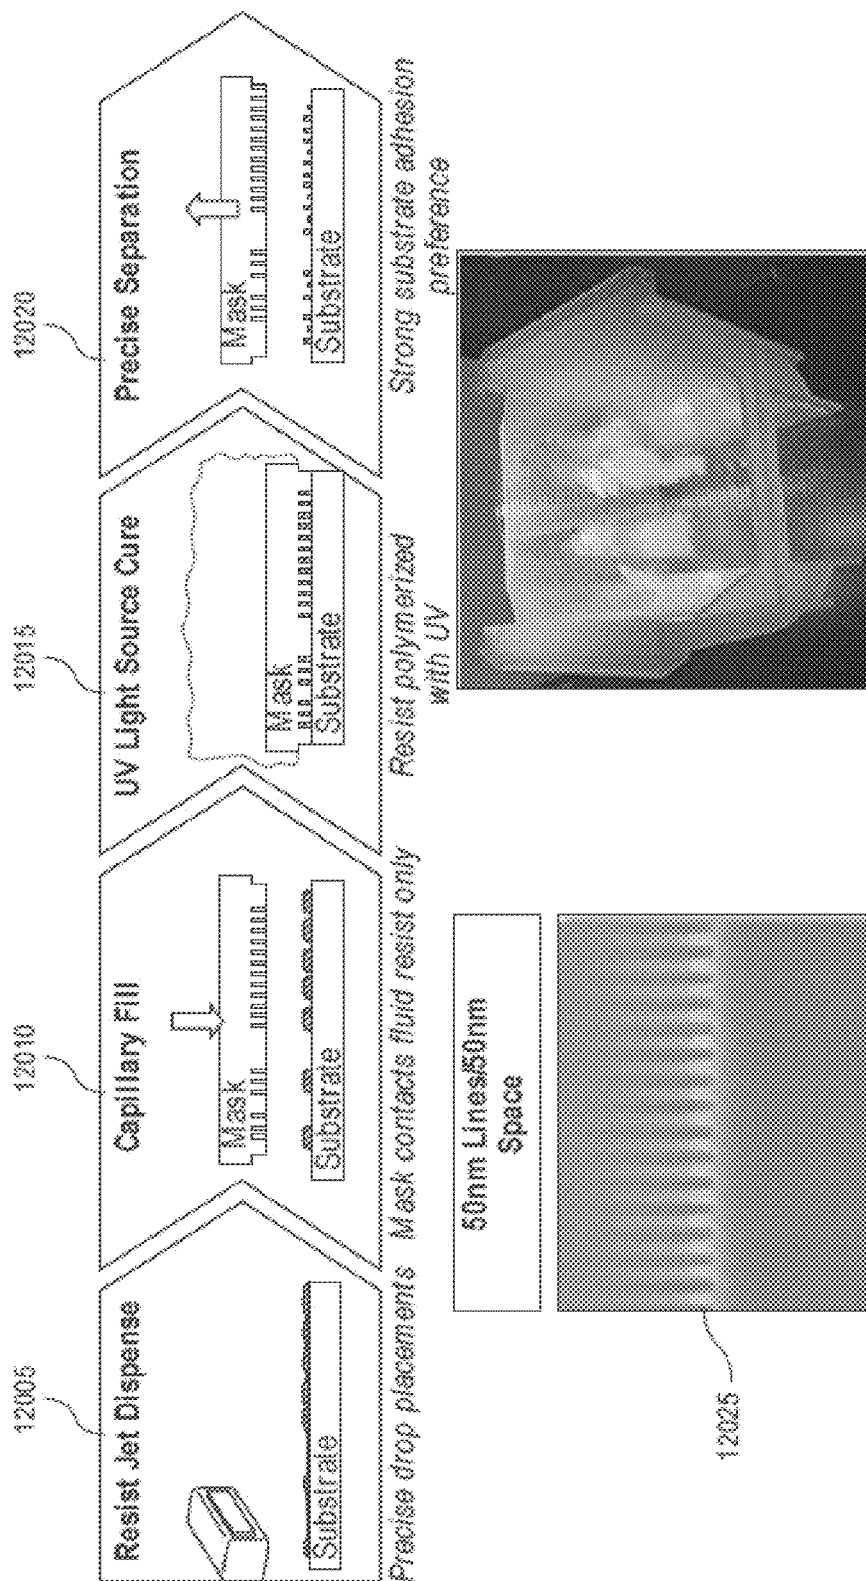 12005
12010
12015
12020
Resist Jet Dispense
Capillary Fill
UV Light Source Cure
Precise Separation
Substrate
Mask
Substrate
Mask
Substrate
Mask
Substrate
Precise drop placements
Mask contacts fluid resist only
Resist polymerized
with UV
Strong substrate adhesion
preference
50nm Lines/50nm
Space
12025